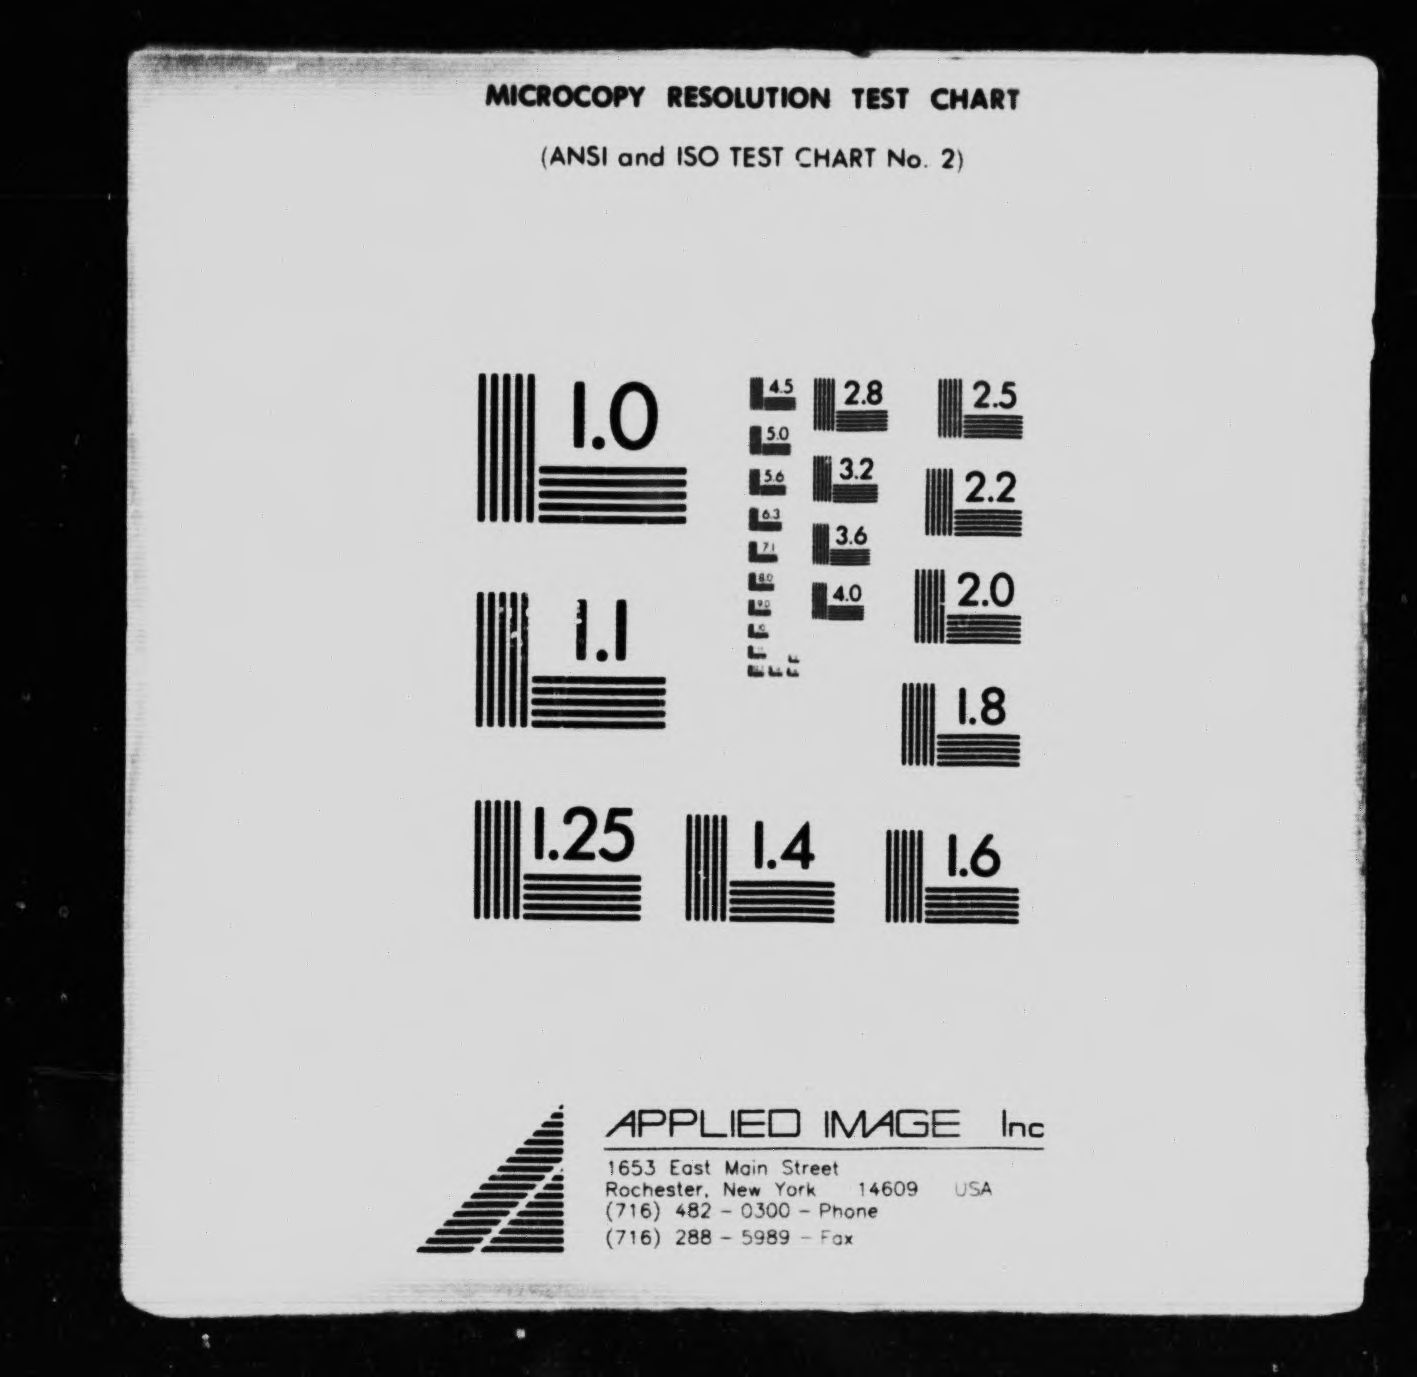 MICROCOPY RESOLUTION TEST CHART
(ANSI and ISO TEST CHART No. 2)
1.0
4.5
2.8
2.5
5.0
3.2
2.2
5.6
6.3
3.6
7.1
2.0
8.0
4.0
9.0
1.1
1.8
1.25
1.4
1.6
APPLIED IMAGE Inc
1653 East Main Street
Rochester, New York 14609 USA
(716) 482 - 0300 - Phone
(716) 288 - 5989 - Fax